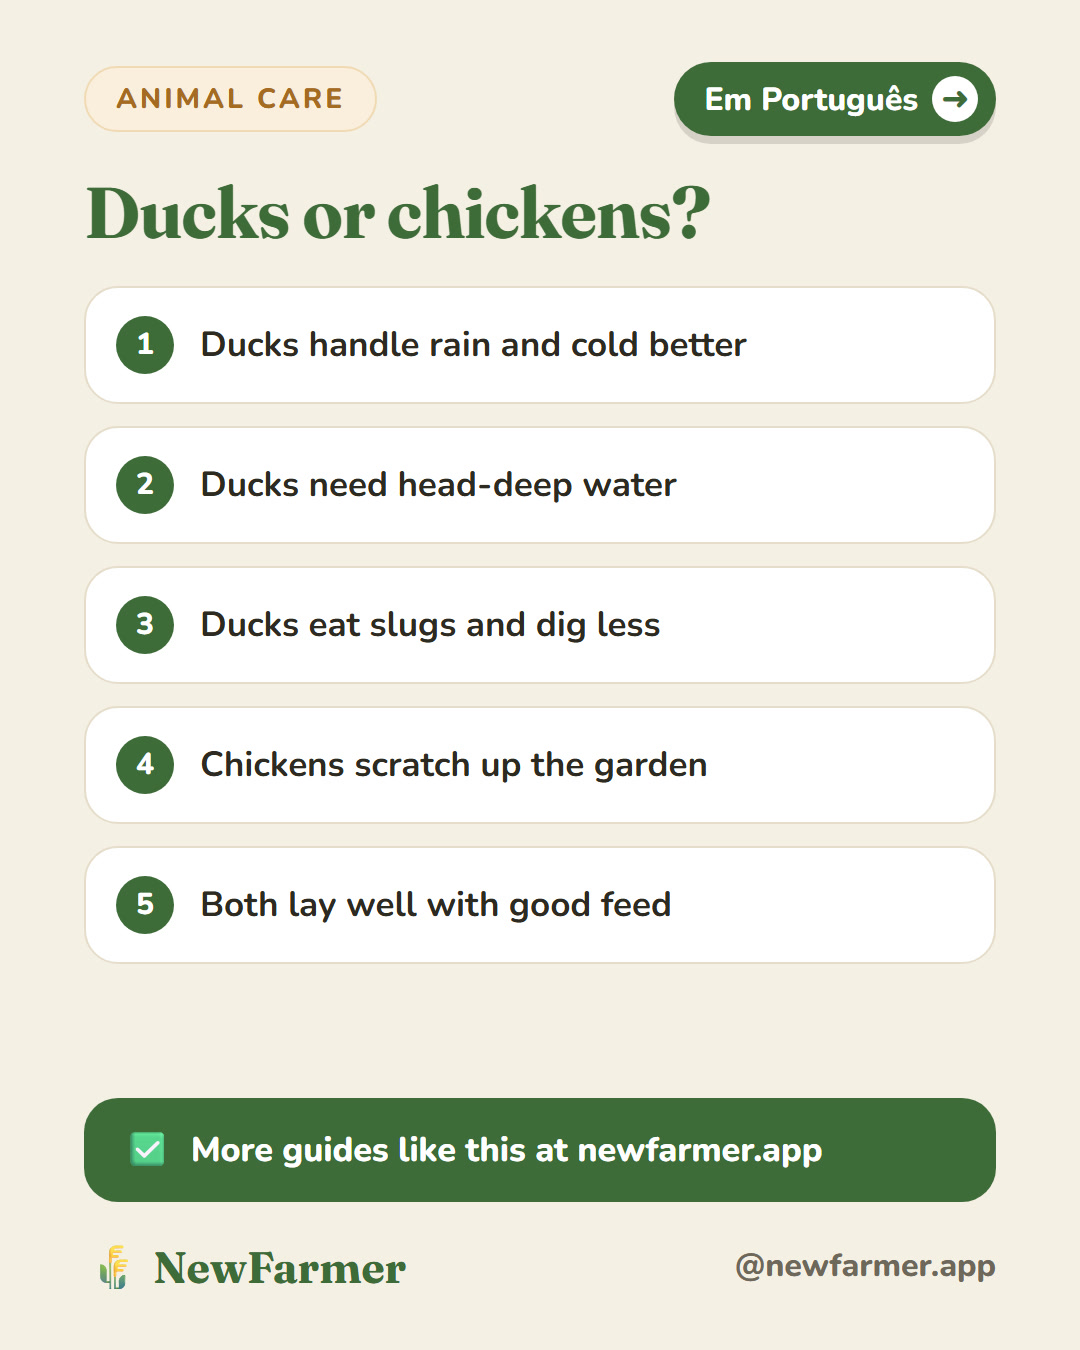 ANIMAL CARE
Em Português →
Ducks or chickens?
1 Ducks handle rain and cold better
2 Ducks need head-deep water
3 Ducks eat slugs and dig less
4 Chickens scratch up the garden
5 Both lay well with good feed
✅ More guides like this at newfarmer.app
NewFarmer
@newfarmer.app